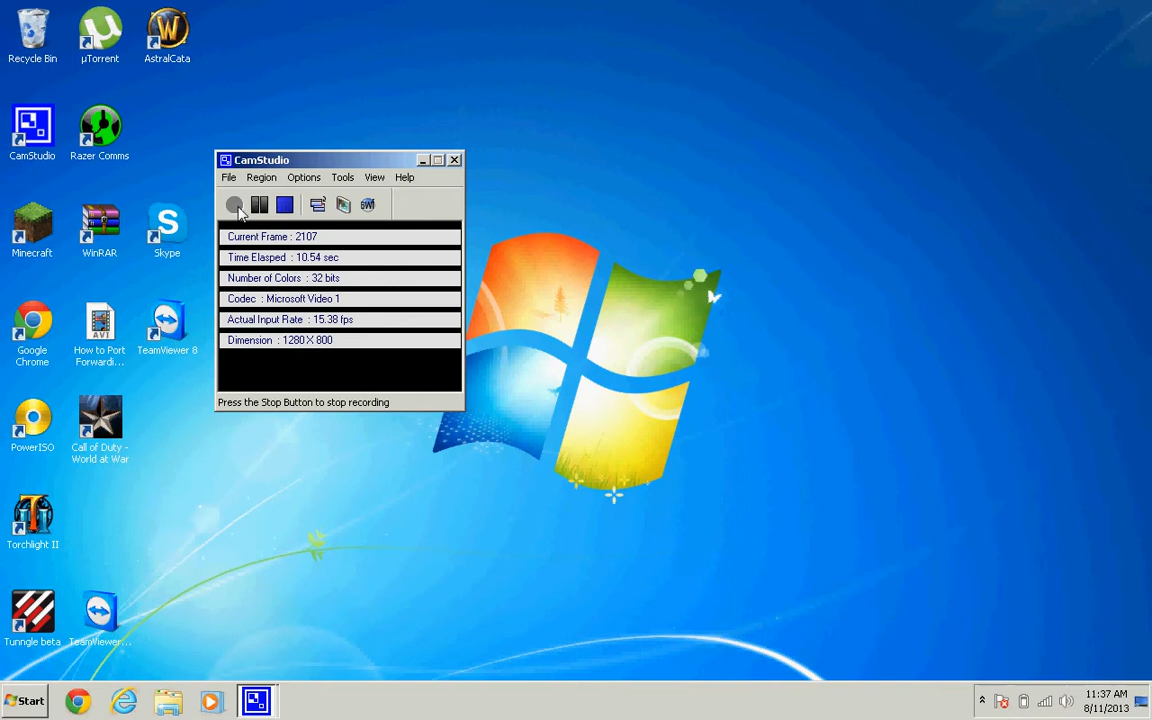 Recycle Bin
µTorrent
AstralCata
CamStudio
Razer Comms
Minecraft
WinRAR
Skype
Google
Chrome
AVI
How to Port
Forwardi...
TeamViewer 8
PowerISO
Call of Duty -
World at War
Torchlight II
Tunngle beta
TeamViewer...
CamStudio
File Region Options Tools View Help
SWF
Current Frame : 2107
Time Elasped : 10.54 sec
Number of Colors : 32 bits
Codec : Microsoft Video 1
Actual Input Rate : 15.38 fps
Dimension : 1280 X 800
Press the Stop Button to stop recording
Start
11:37 AM
8/11/2013